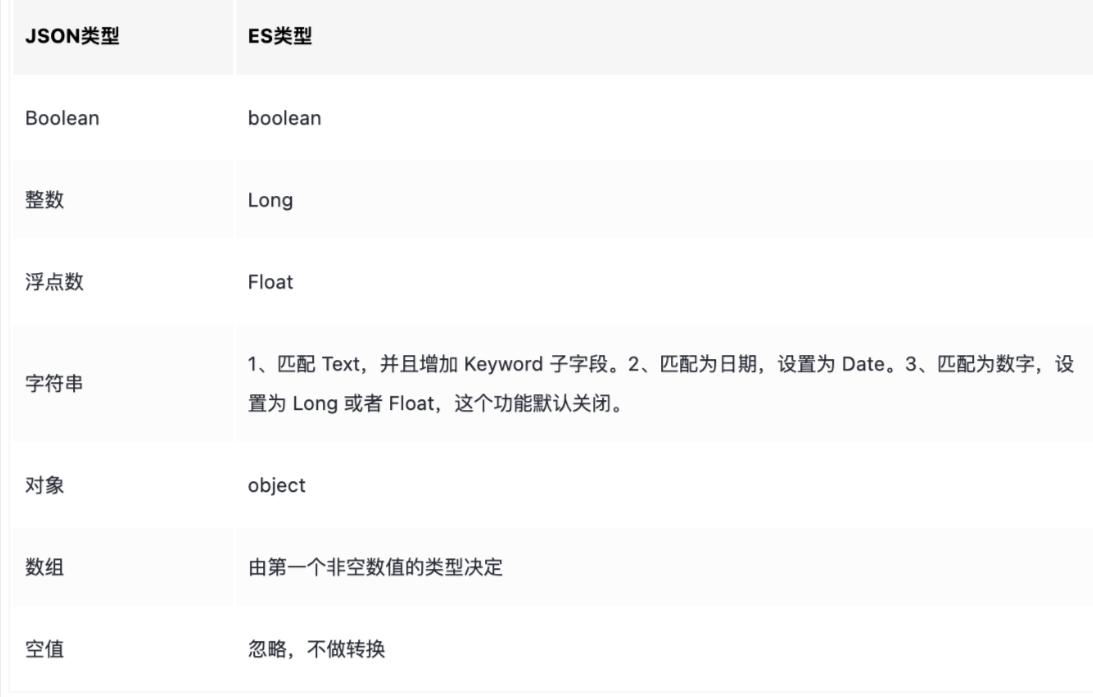 JSON类型 ES类型
Boolean boolean
整数 Long
浮点数 Float
字符串 1、匹配 Text，并且增加 Keyword 子字段。2、匹配为日期，设置为 Date。3、匹配为数字，设
置为 Long 或者 Float，这个功能默认关闭。
对象 object
数组 由第一个非空数值的类型决定
空值 忽略，不做转换